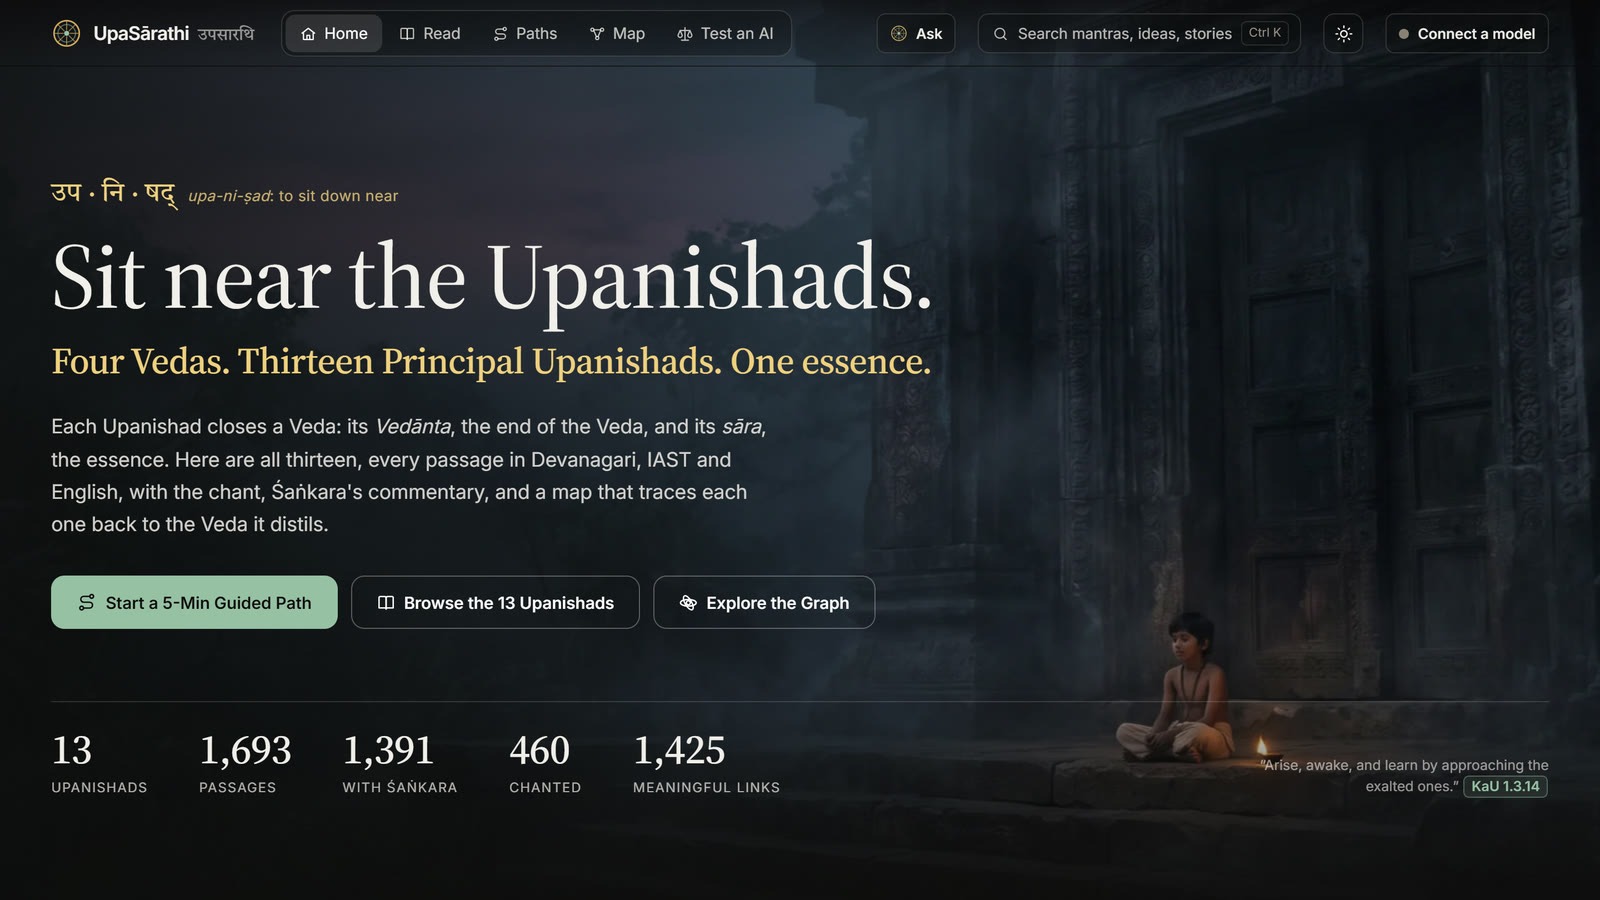 UpaSārathi उपसारथि
Home
Read
Paths
Map
Test an AI
Ask
Search mantras, ideas, stories Ctrl K
Connect a model
उप · नि · षद् upa-ni-ṣad: to sit down near
Sit near the Upanishads.
Four Vedas. Thirteen Principal Upanishads. One essence.
Each Upanishad closes a Veda: its Vedānta, the end of the Veda, and its sāra,
the essence. Here are all thirteen, every passage in Devanagari, IAST and
English, with the chant, Śaṅkara's commentary, and a map that traces each
one back to the Veda it distils.
Start a 5-Min Guided Path
Browse the 13 Upanishads
Explore the Graph
13
UPANISHADS
1,693
PASSAGES
1,391
WITH ŚAṄKARA
460
CHANTED
1,425
MEANINGFUL LINKS
"Arise, awake, and learn by approaching the
exalted ones." KaU 1.3.14